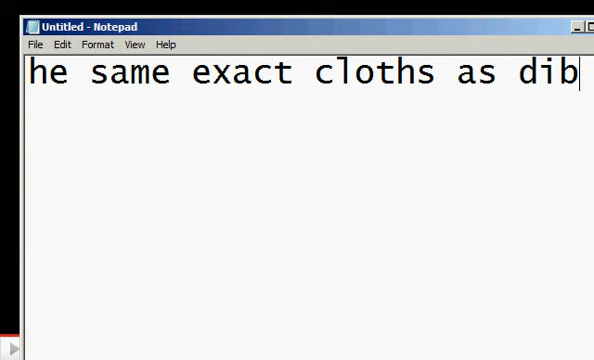 Untitled - Notepad
File Edit Format View Help
he same exact cloths as dib